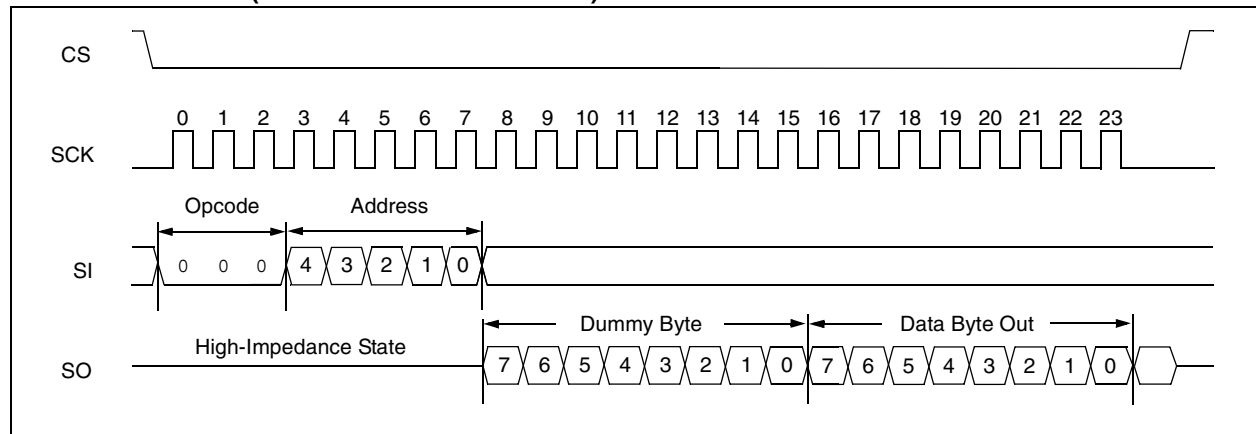 CS
0 1 2 3 4 5 6 7 8 9 10 11 12 13 14 15 16 17 18 19 20 21 22 23
SCK
Opcode Address
SI 0 0 0 4 3 2 1 0
Dummy Byte Data Byte Out
High-Impedance State
SO 7 6 5 4 3 2 1 0 7 6 5 4 3 2 1 0